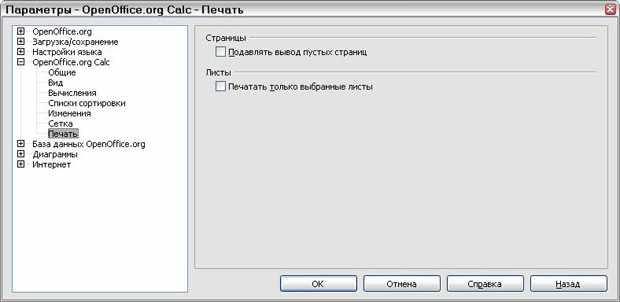 Параметры - OpenOffice.org Calc - Печать
OpenOffice.org
Загрузка/сохранение
Настройки языка
OpenOffice.org Calc
Общие
Вид
Вычисления
Списки сортировки
Изменения
Сетка
Печать
База данных OpenOffice.org
Диаграммы
Интернет
Страницы
Подавлять вывод пустых страниц
Листы
Печатать только выбранные листы
OK
Отмена
Справка
Назад